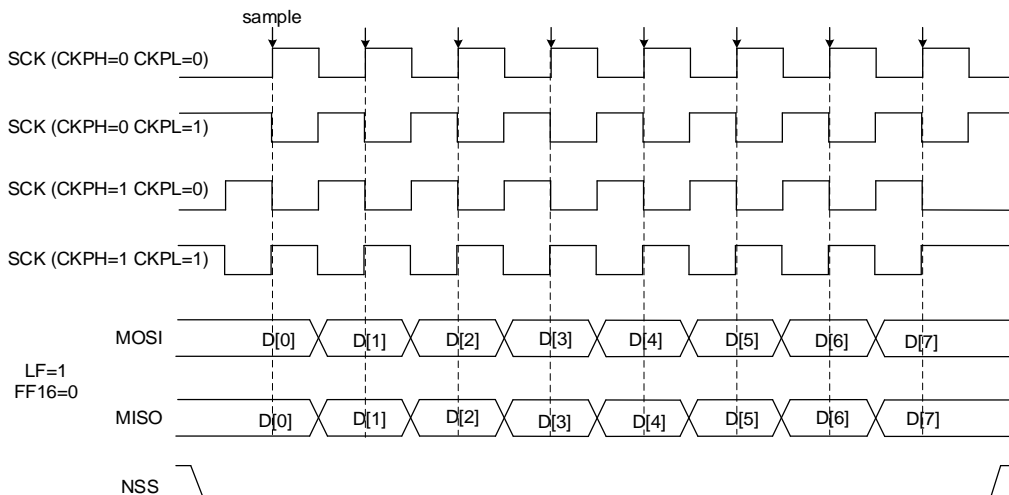 sample
SCK (CKPH=0 CKPL=0)
SCK (CKPH=0 CKPL=1)
SCK (CKPH=1 CKPL=0)
SCK (CKPH=1 CKPL=1)
MOSI
D[0] D[1] D[2] D[3] D[4] D[5] D[6] D[7]
LF=1
FF16=0
MISO
D[0] D[1] D[2] D[3] D[4] D[5] D[6] D[7]
NSS